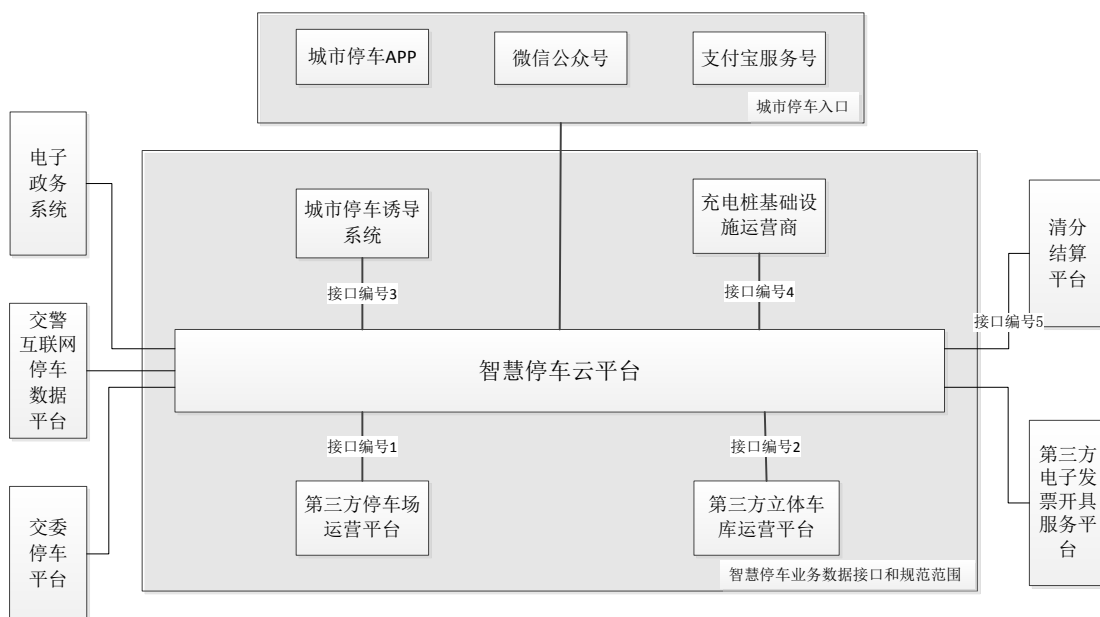 城市停车APP
微信公众号
支付宝服务号
城市停车入口
电子
政务
系统
城市停车诱导
系统
充电桩基础设
施运营商
清分
结算
平台
接口编号3
接口编号4
接口编号5
交警
互联网
停车
数据
平台
智慧停车云平台
接口编号1
接口编号2
第三方停车场
运营平台
第三方立体车
库运营平台
第三方
电子发
票开具
服务平
台
交委
停车
平台
智慧停车业务数据接口和规范范围